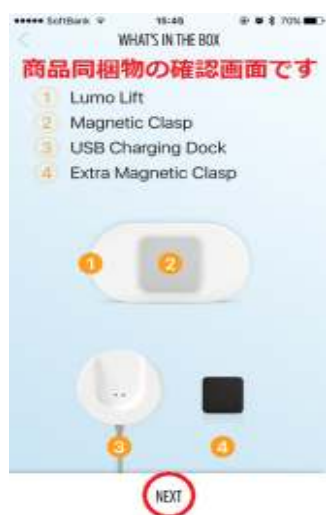 SoftBank 15:45 70%
WHAT'S IN THE BOX
商品同梱物の確認画面です
1 Lumo Lift
2 Magnetic Clasp
3 USB Charging Dock
4 Extra Magnetic Clasp
1 2
3 4
NEXT